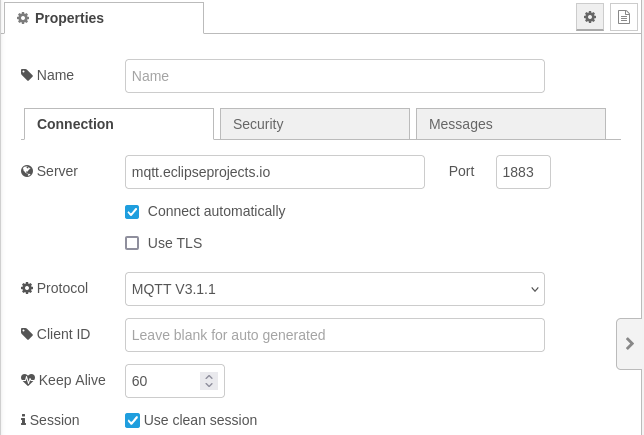 Properties
Name Name
Connection Security Messages
Server mqtt.eclipseprojects.io Port 1883
Connect automatically
Use TLS
Protocol MQTT V3.1.1
Client ID Leave blank for auto generated
Keep Alive 60
Session Use clean session